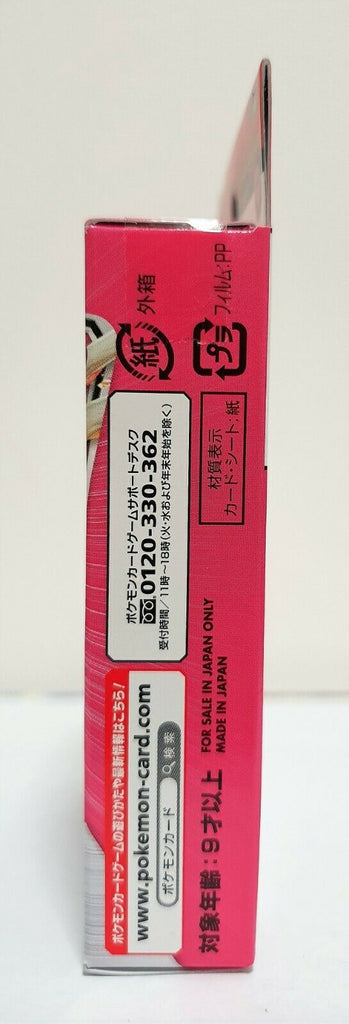 ポケモンカードゲームの遊びかたや最新情報はこちら!
www.pokemon-card.com
ポケモンカード 検索
対象年齢:9才以上
FOR SALE IN JAPAN ONLY
MADE IN JAPAN
ポケモンカードゲームサポートデスク
0120-330-362
受付時間/11時~18時(火・水および年末年始を除く)
材質表示
カード・シート:紙
紙 外箱
プラ フィルム:PP